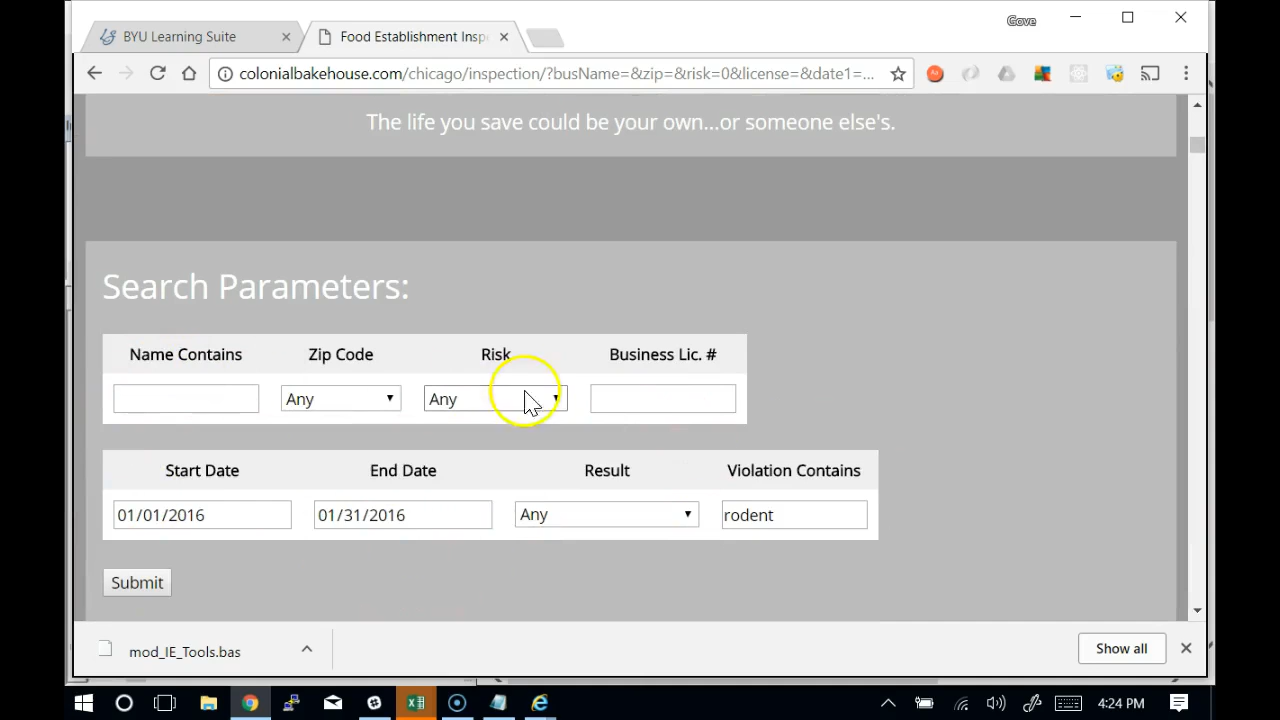 Cove
BYU Learning Suite
Food Establishment Inspe
colonialbakehouse.com/chicago/inspection/?busName=&zip=&risk=0&license=&date1=...
The life you save could be your own...or someone else's.
Search Parameters:
Name Contains Zip Code Risk Business Lic. #
Any Any
Start Date End Date Result Violation Contains
01/01/2016 01/31/2016 Any rodent
Submit
mod_IE_Tools.bas
Show all
4:24 PM